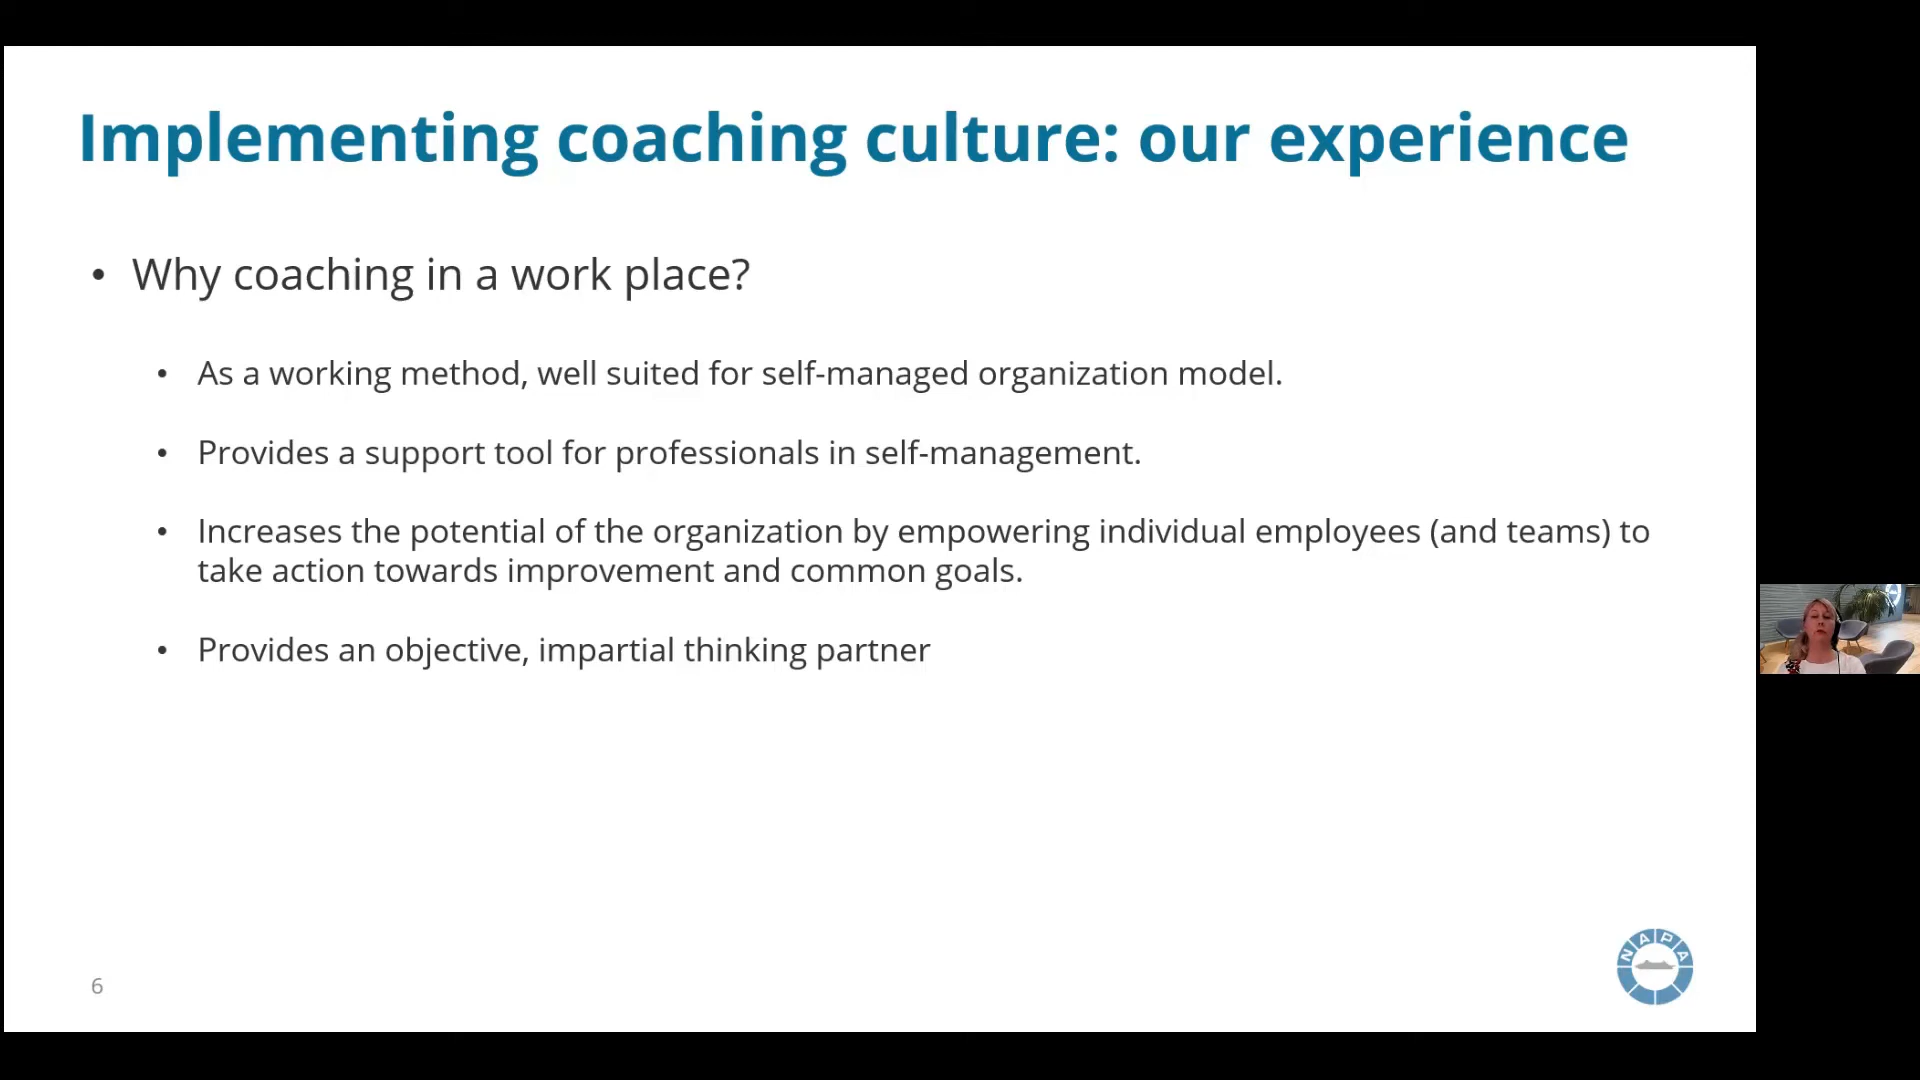 Implementing coaching culture: our experience
• Why coaching in a work place?
• As a working method, well suited for self-managed organization model.
• Provides a support tool for professionals in self-management.
• Increases the potential of the organization by empowering individual employees (and teams) to
take action towards improvement and common goals.
• Provides an objective, impartial thinking partner
6
NAPA